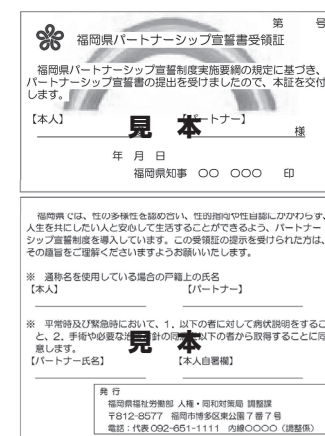 第 号
福岡県パートナーシップ宣誓書受領証
福岡県パートナーシップ宣誓制度実施要綱の規定に基づき、
パートナーシップ宣誓書の提出を受けましたので、本証を交付
します。
【本人】 【パートナー】
見 本
様
年 月 日
福岡県知事 ○○ ○○○ 印
福岡県では、性の多様性を認め合い、性的指向や性自認にかかわらず、
人生を共にしたい人と安心して生活することができるよう、パートナー
シップ宣誓制度を導入しています。この受領証の提示を受けられた方は、
その趣旨をご理解くださいますようお願いいたします。
※ 通称名を使用している場合の戸籍上の氏名
【本人】 【パートナー】
※ 平常時及び緊急時において、1.以下の者に対して病状説明をするこ
と、2.手術や必要な治 方針の同 以下の者から取得することに同
意します。
見 本
【パートナー氏名】 【本人自署欄】
発 行
福岡県福祉労働部 人権・同和対策局 調整課
〒812-8577 福岡市博多区東公園7番7号
電話:代表 092-651-1111 内線○○○○(調整係)